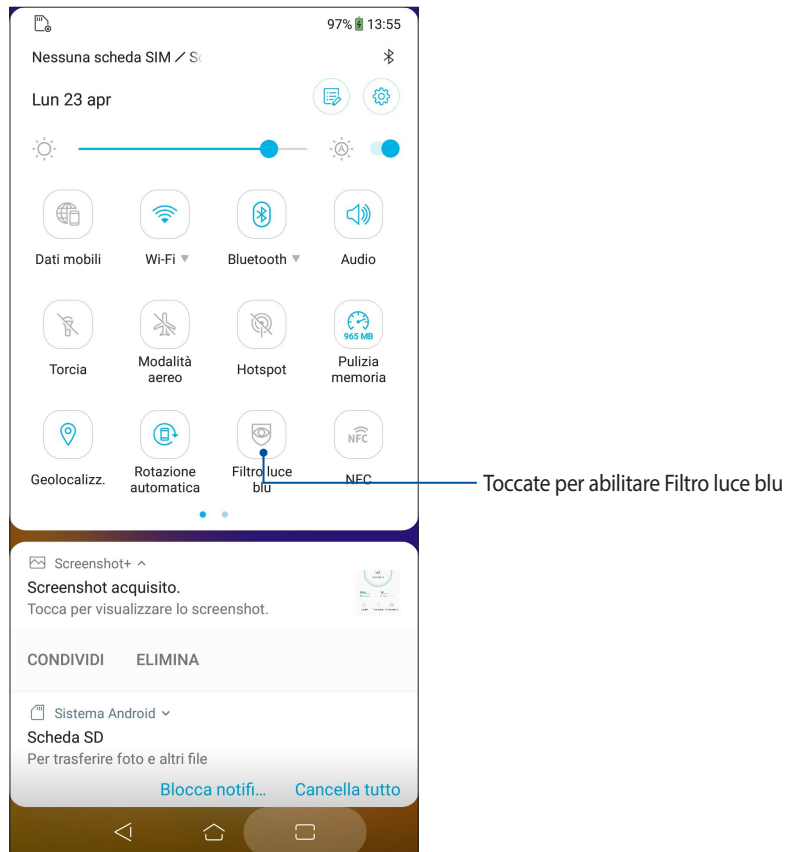 97% 13:55
Nessuna scheda SIM / S
Lun 23 apr
A
Dati mobili Wi-Fi Bluetooth Audio
965 MB
Torcia Modalità aereo Hotspot Pulizia memoria
NFC
Geolocalizz. Rotazione automatica Filtro luce blu NFC
Toccate per abilitare Filtro luce blu
Screenshot+
Screenshot acquisito.
Tocca per visualizzare lo screenshot.
CONDIVIDI ELIMINA
Sistema Android
Scheda SD
Per trasferire foto e altri file
Blocca notifi... Cancella tutto